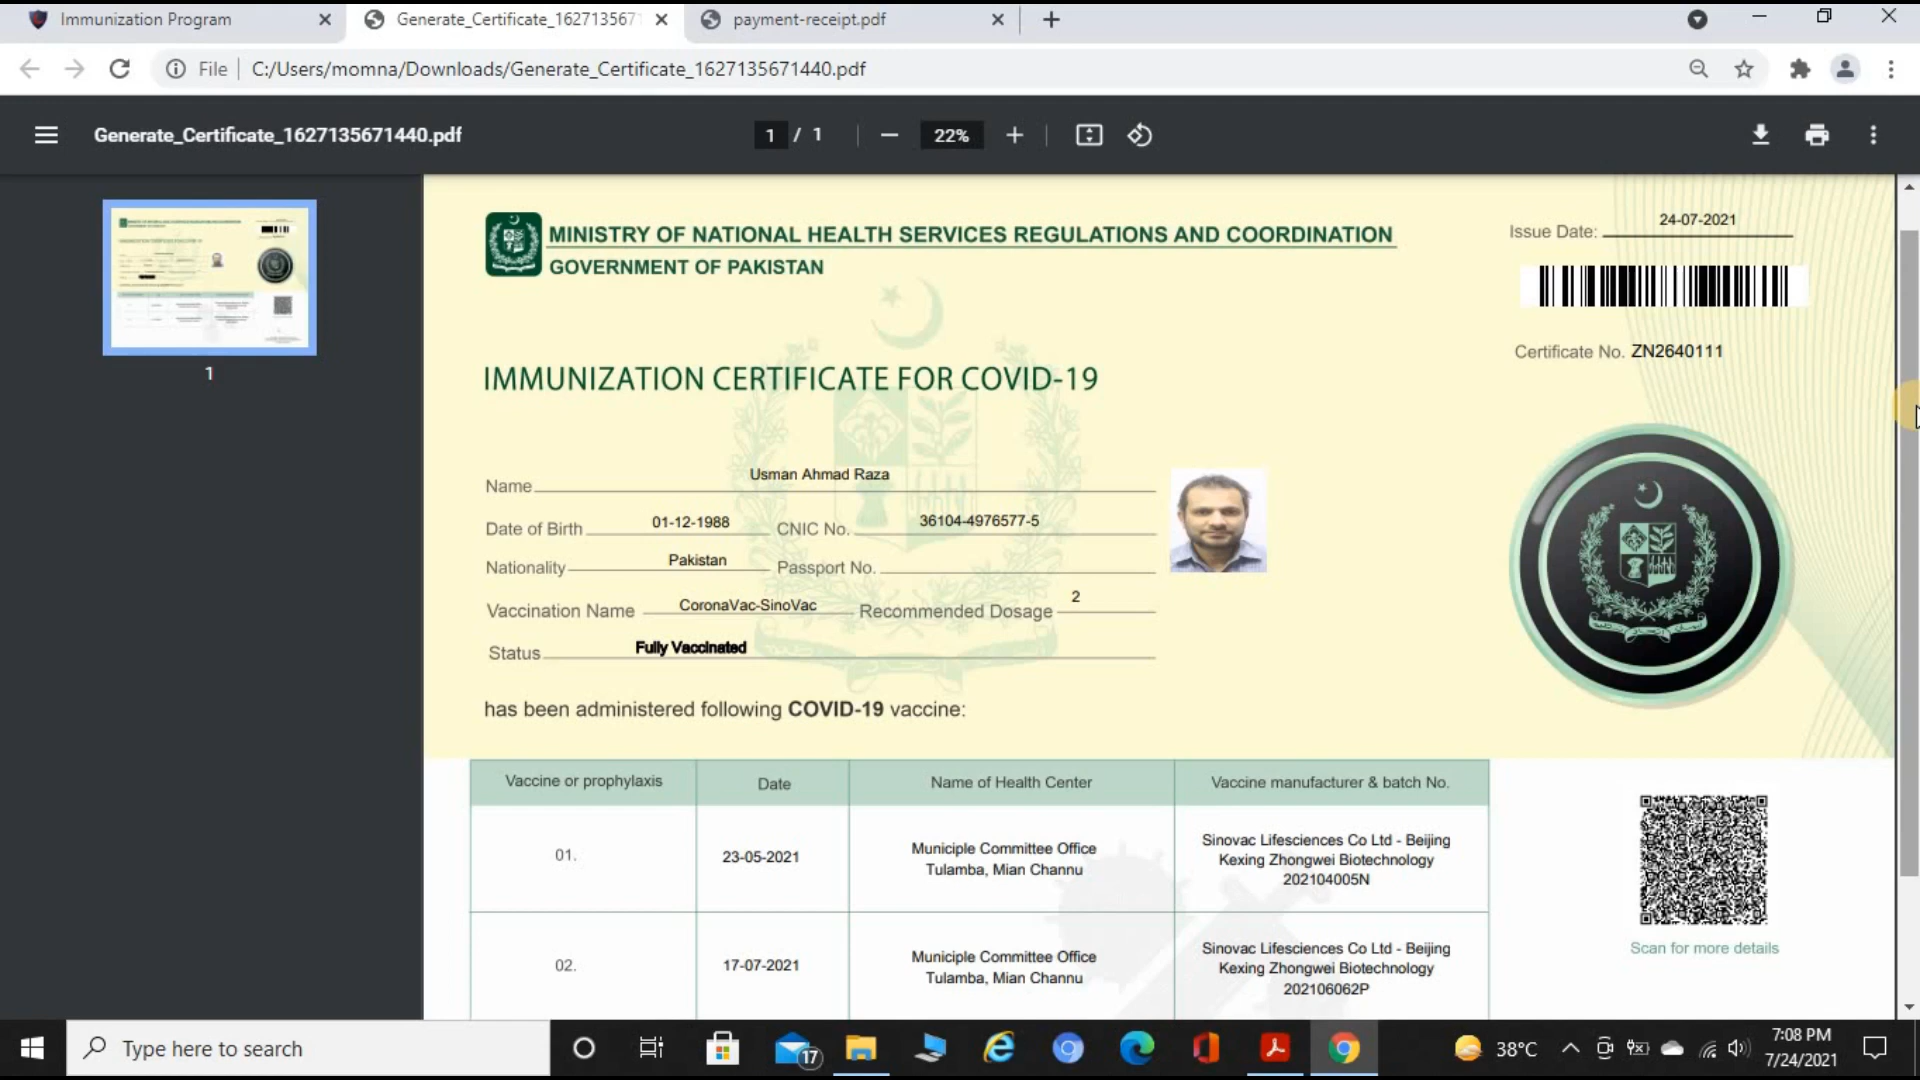 Immunization Program
Generate_Certificate_162713567
payment-receipt.pdf
File
C:/Users/momna/Downloads/Generate_Certificate_1627135671440.pdf
Generate_Certificate_1627135671440.pdf
1 / 1
22%
1
MINISTRY OF NATIONAL HEALTH SERVICES REGULATIONS AND COORDINATION
GOVERNMENT OF PAKISTAN
Issue Date: 24-07-2021
Certificate No. ZN2640111
IMMUNIZATION CERTIFICATE FOR COVID-19
Name Usman Ahmad Raza
Date of Birth 01-12-1988 CNIC No. 36104-4976577-5
Nationality Pakistan Passport No.
Vaccination Name CoronaVac-SinoVac Recommended Dosage 2
Status Fully Vaccinated
has been administered following COVID-19 vaccine:
Vaccine or prophylaxis Date Name of Health Center Vaccine manufacturer & batch No.
01. 23-05-2021
Municiple Committee Office
Tulamba, Mian Channu
Sinovac Lifesciences Co Ltd - Beijing
Kexing Zhongwei Biotechnology
202104005N
02. 17-07-2021
Municiple Committee Office
Tulamba, Mian Channu
Sinovac Lifesciences Co Ltd - Beijing
Kexing Zhongwei Biotechnology
202106062P
Scan for more details
Type here to search
17
38°C
7:08 PM
7/24/2021